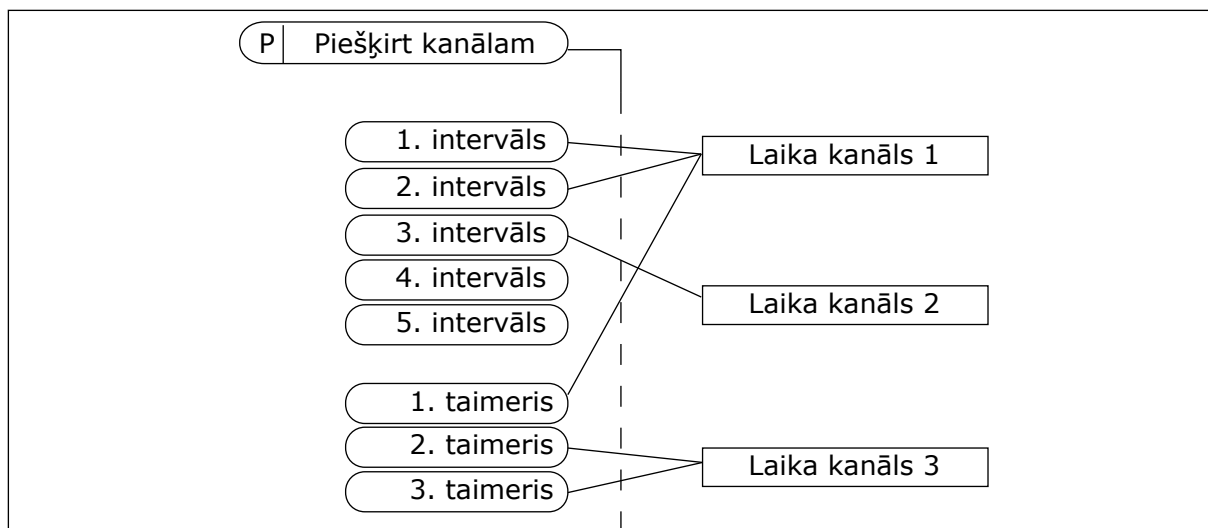 P Piešķirt kanālam
1. intervāls
2. intervāls
3. intervāls
4. intervāls
5. intervāls
1. taimeris
2. taimeris
3. taimeris
Laika kanāls 1
Laika kanāls 2
Laika kanāls 3